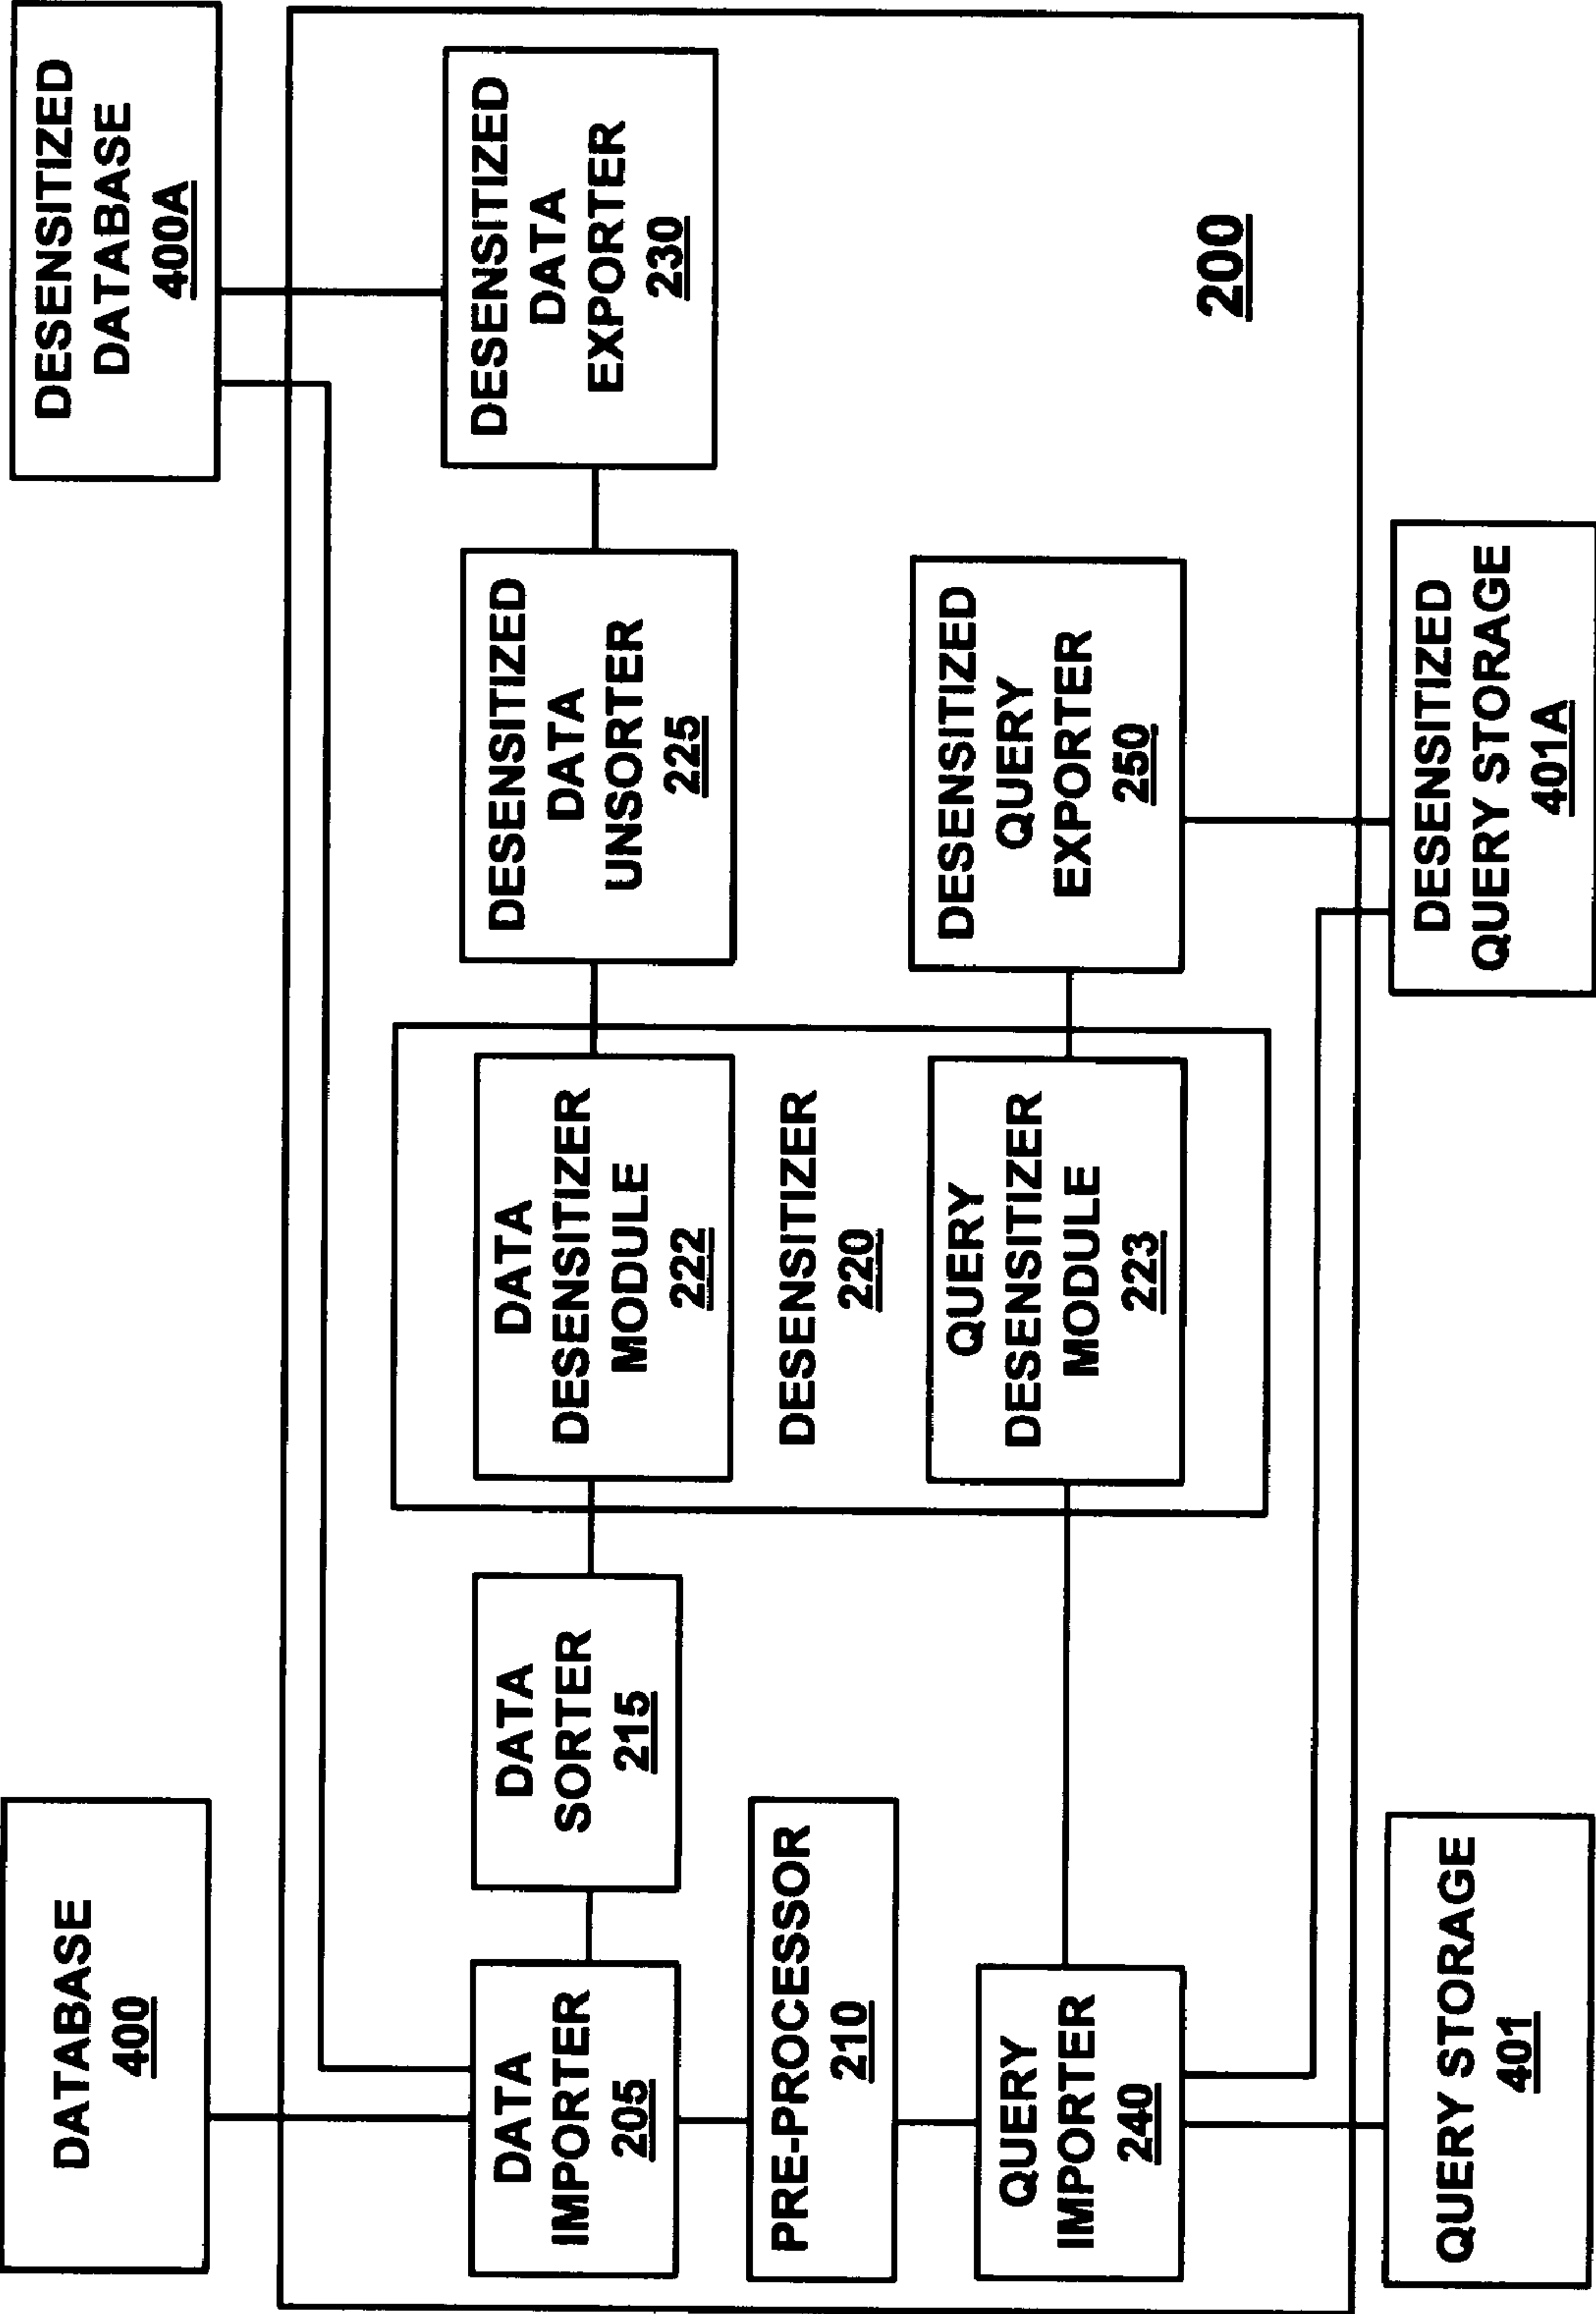 DATABASE
400
DESENSITIZED
DATABASE
400A
DATA
IMPORTER
205
DATA
SORTER
215
DATA
DESENSITIZER
MODULE
222
DESENSITIZED
DATA
UNSORTER
225
DESENSITIZED
DATA
EXPORTER
230
PRE-PROCESSOR
210
DESENSITIZER
220
QUERY
IMPORTER
240
QUERY
DESENSITIZER
MODULE
223
DESENSITIZED
QUERY
EXPORTER
250
200
QUERY STORAGE
401
DESENSITIZED
QUERY STORAGE
401A